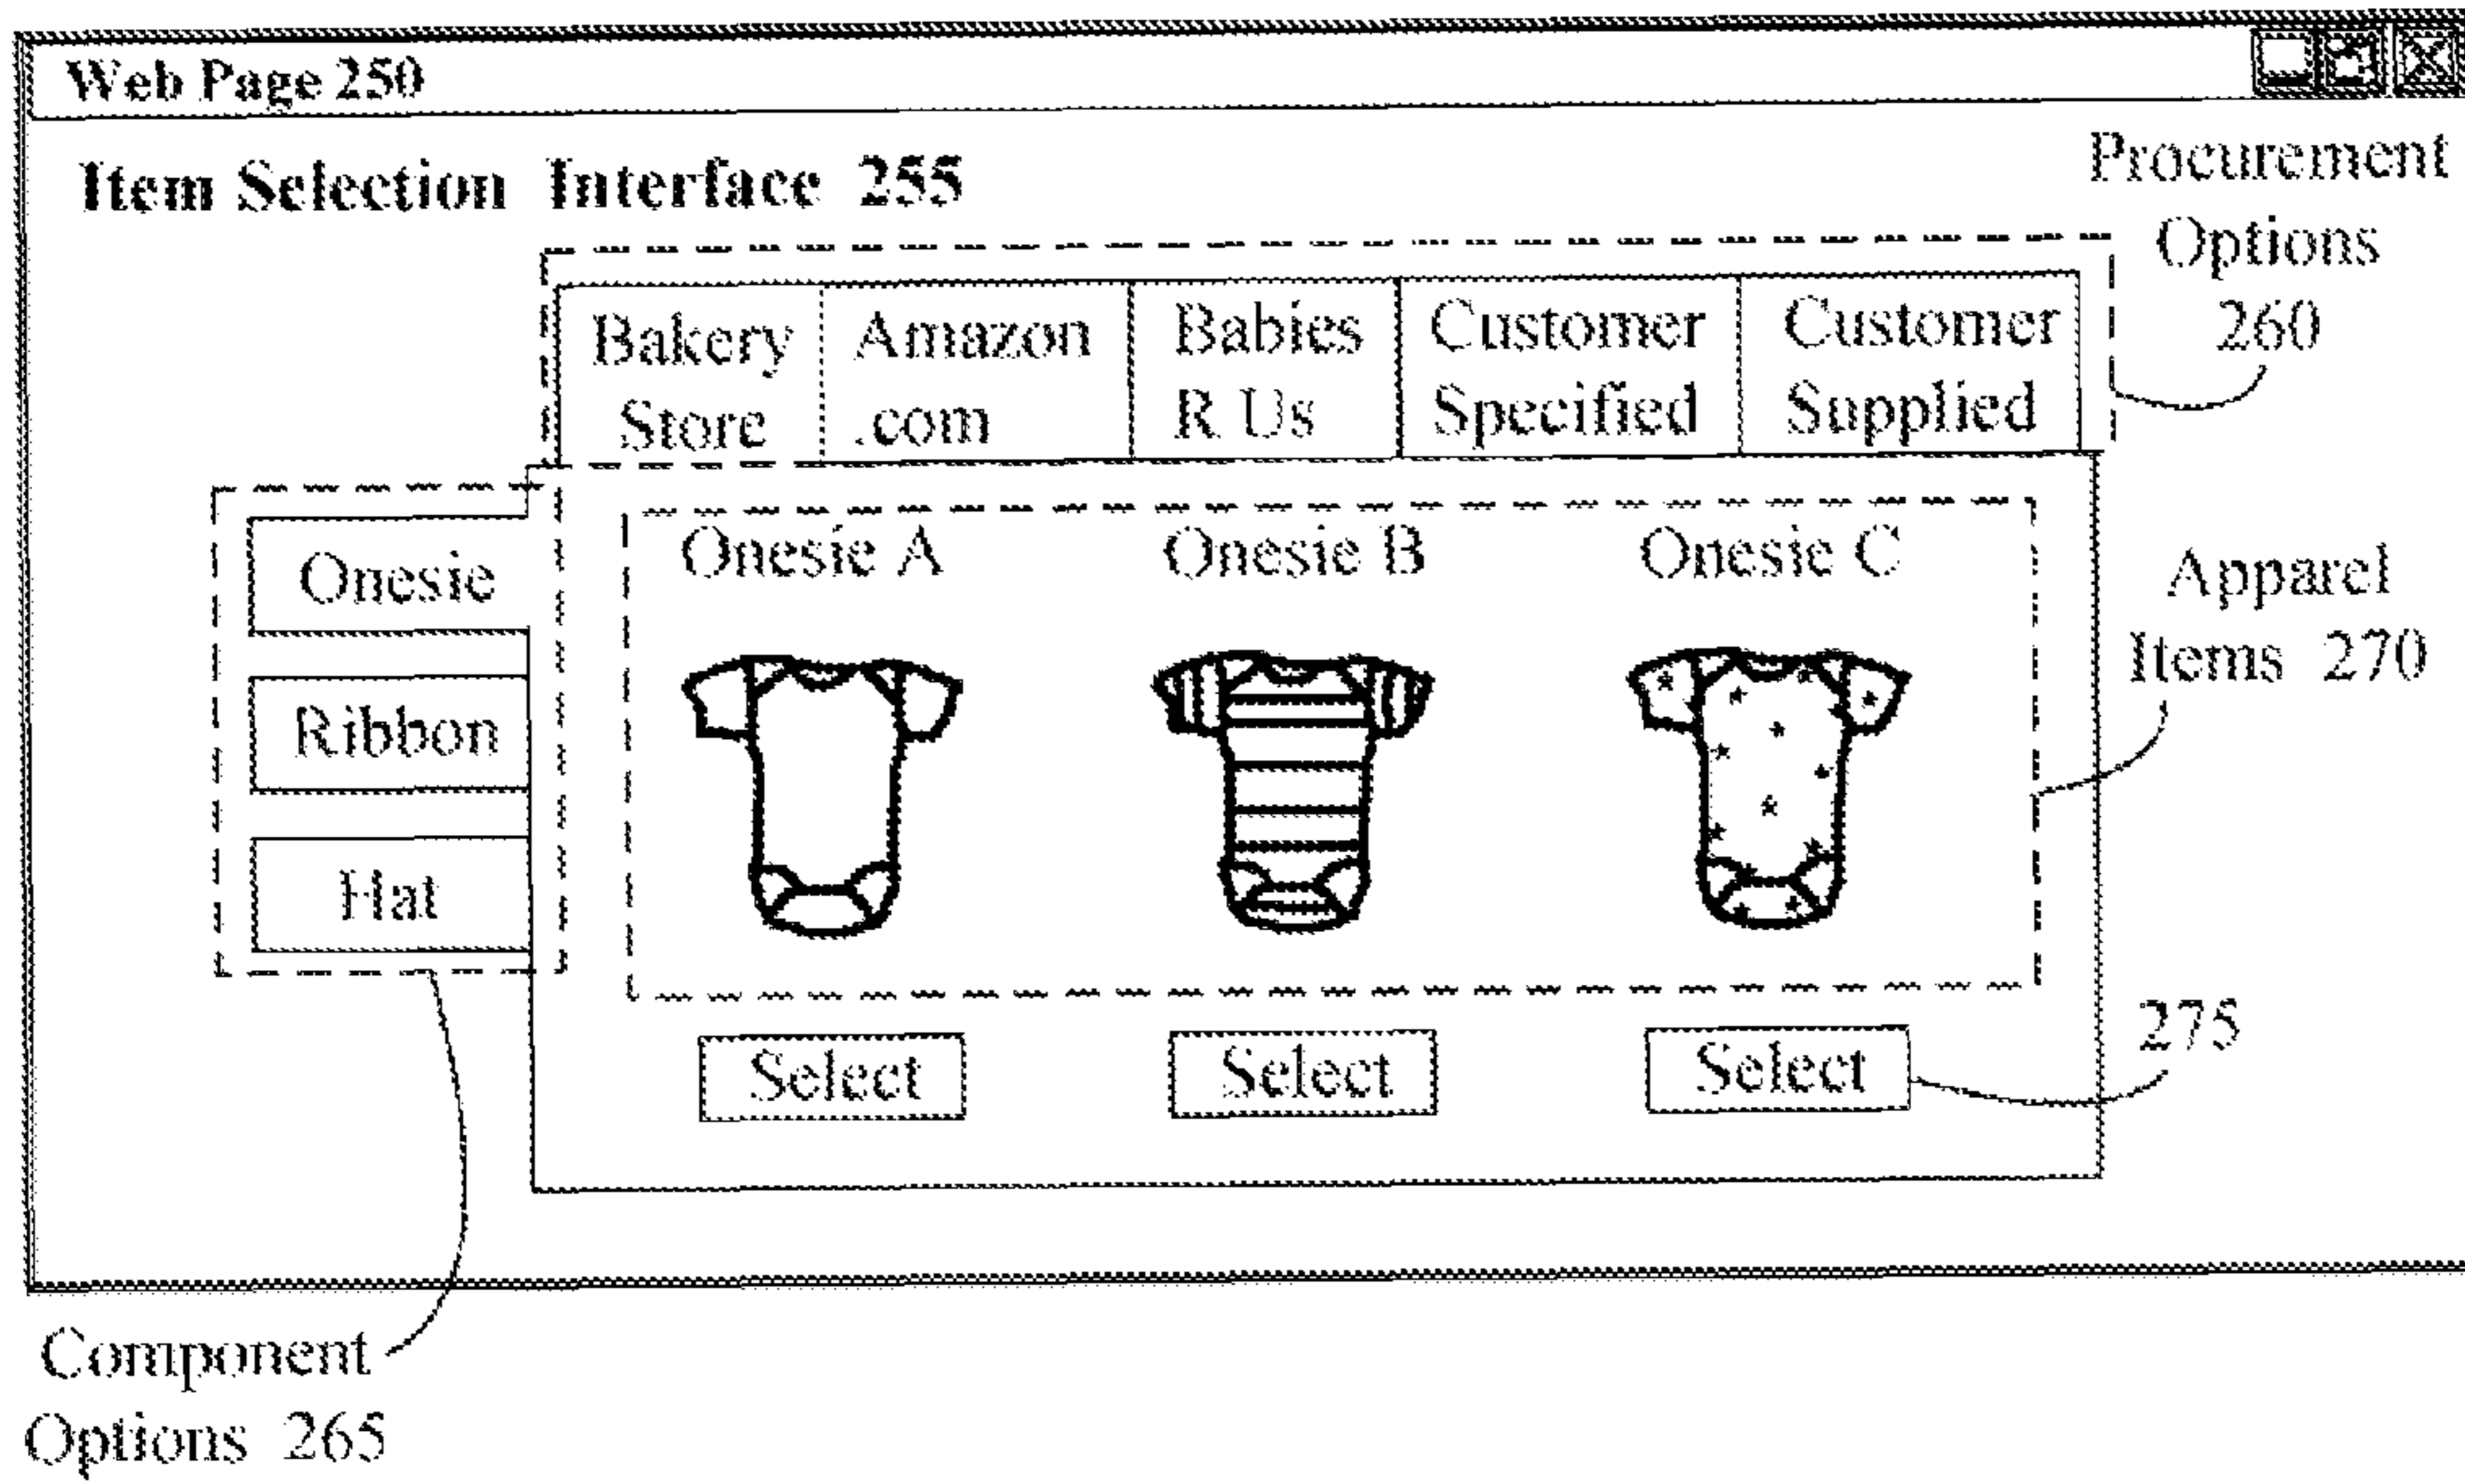 Web Page 250
Item Selection Interface 255
Procurement
Options
260
Bakery
Store
Amazon
.com
Babies
R Us
Customer
Specified
Customer
Supplied
Onesie
Ribbon
Hat
Onesie A
Onesie B
Onesie C
Apparel
Items 270
Select
Select
Select
275
Component
Options 265